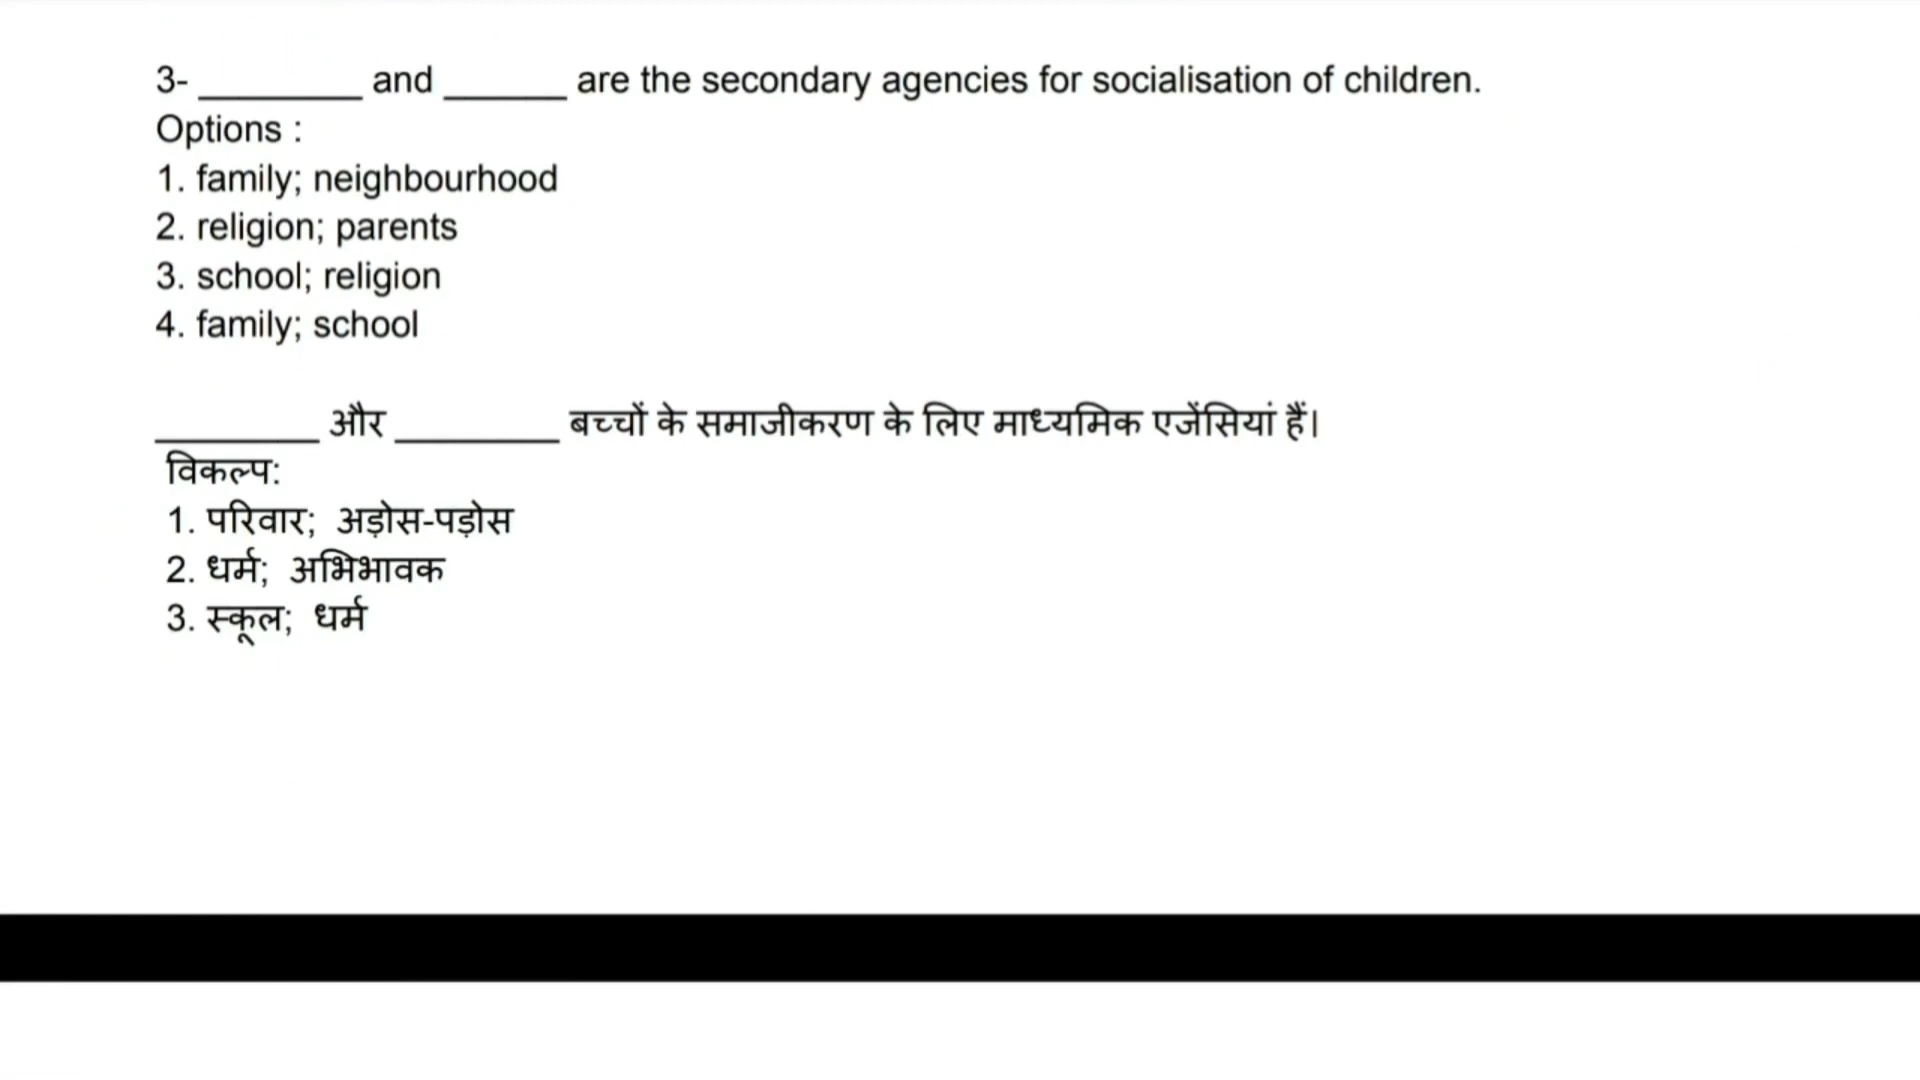 3- ________ and ______ are the secondary agencies for socialisation of children.
Options :
1. family; neighbourhood
2. religion; parents
3. school; religion
4. family; school
________ और ________ बच्चों के समाजीकरण के लिए माध्यमिक एजेंसियां हैं।
विकल्प:
1. परिवार; अड़ोस-पड़ोस
2. धर्म; अभिभावक
3. स्कूल; धर्म